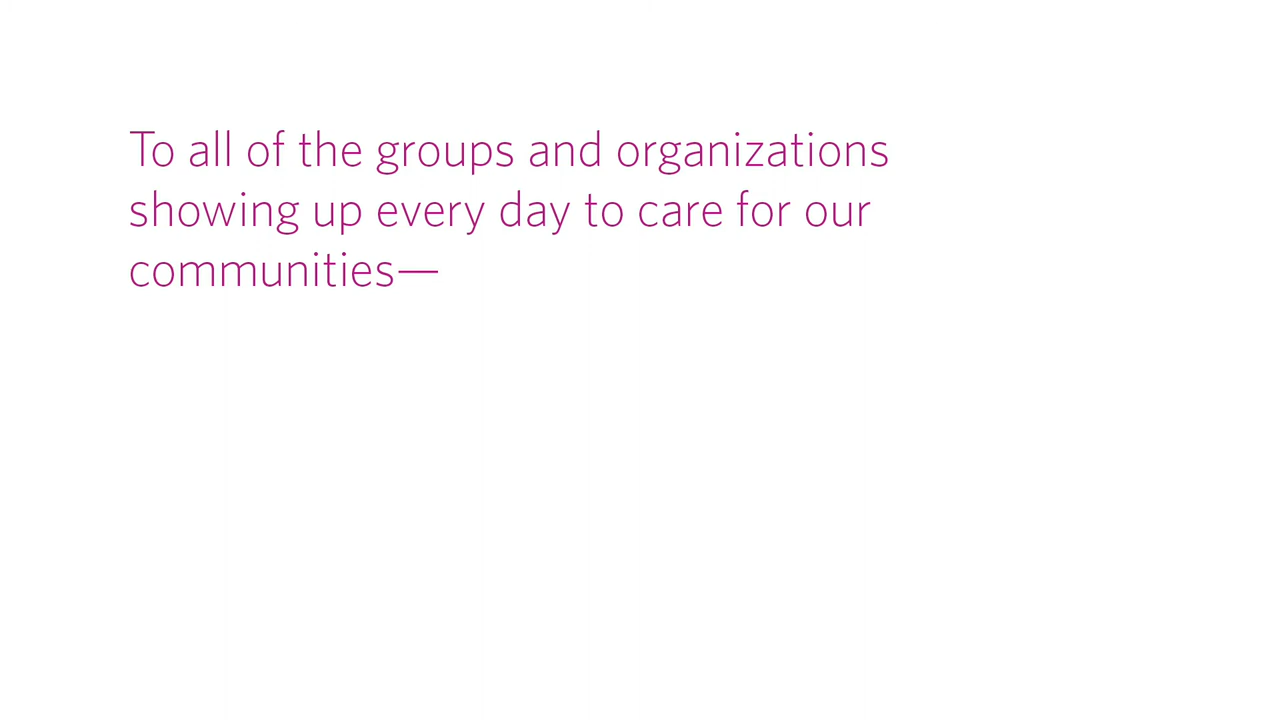 To all of the groups and organizations
showing up every day to care for our
communities—